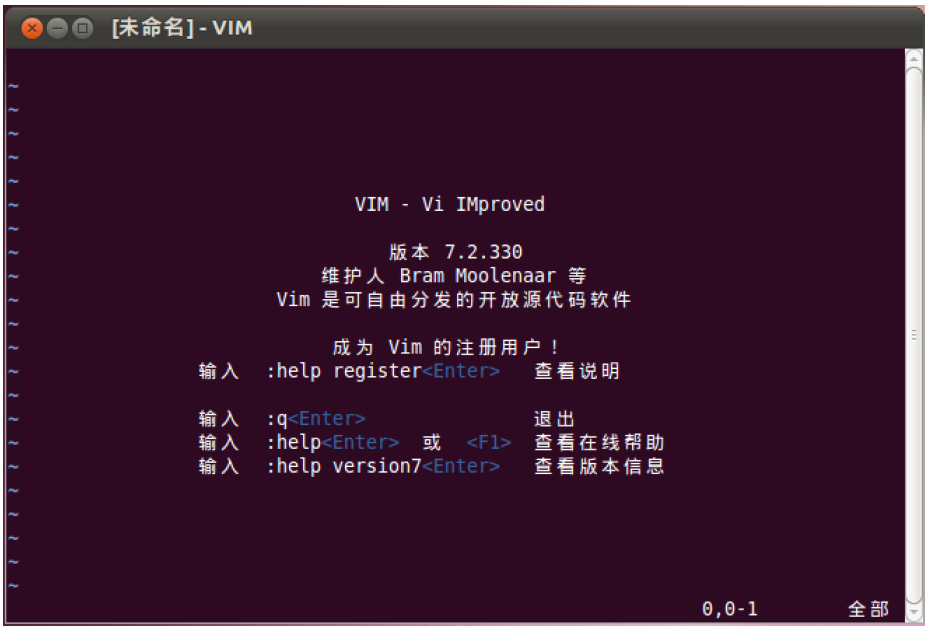 [未命名] - VIM
~
~
~
~
~
~ VIM - Vi IMproved
~
~ 版本 7.2.330
~ 维护人 Bram Moolenaar 等
~ Vim 是可自由分发的开放源代码软件
~
~ 成为 Vim 的注册用户！
~ 输入 :help register<Enter> 查看说明
~
~ 输入 :q<Enter> 退出
~ 输入 :help<Enter> 或 <F1> 查看在线帮助
~ 输入 :help version7<Enter> 查看版本信息
~
~
~
~
~
0,0-1 全部